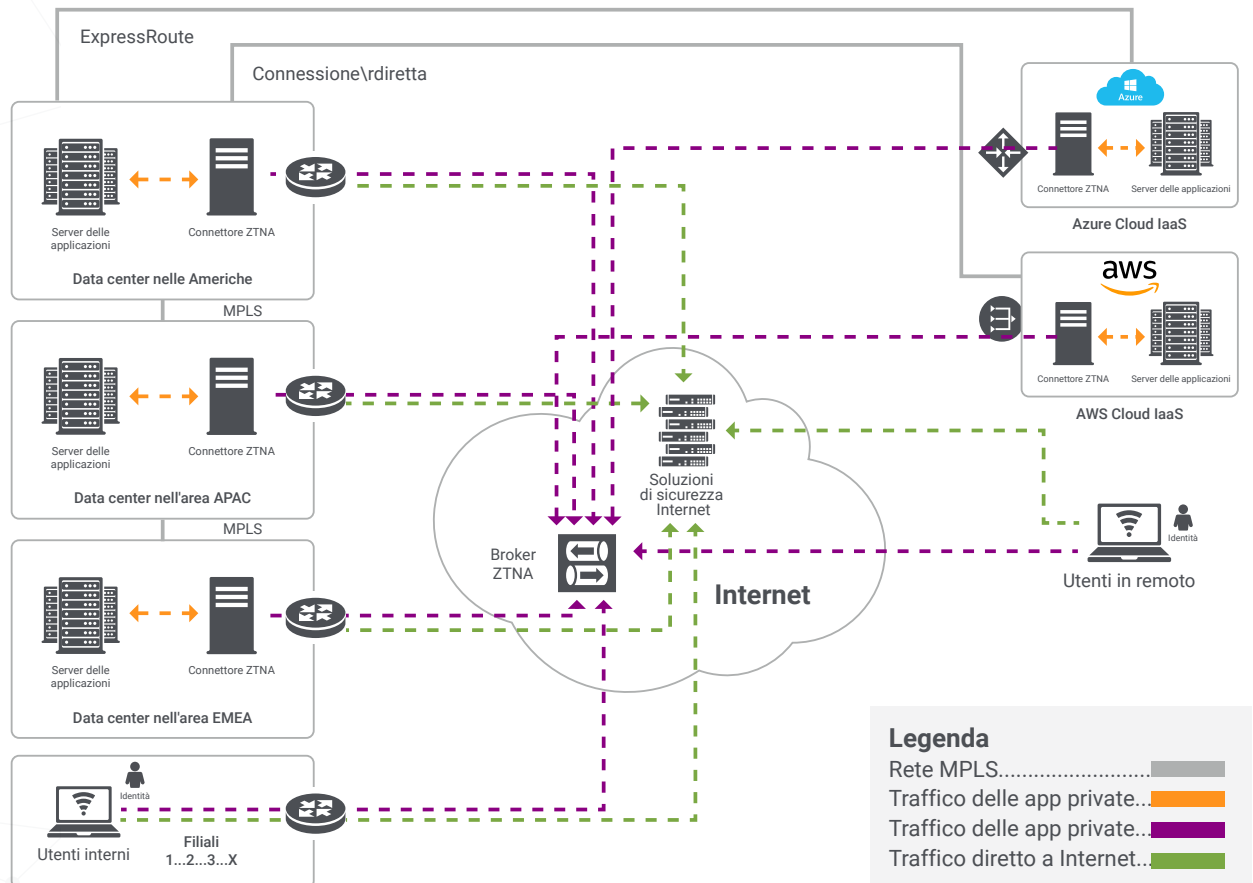 ExpressRoute
Connessione\rdiretta
Server delle
applicazioni
Connettore ZTNA
Data center nelle Americhe
MPLS
Server delle
applicazioni
Connettore ZTNA
Data center nell'area APAC
MPLS
Server delle
applicazioni
Connettore ZTNA
Data center nell'area EMEA
Identità
Utenti interni
Filiali
1...2...3...X
Azure
Connettore ZTNA
Server delle applicazioni
Azure Cloud IaaS
aws
Connettore ZTNA
Server delle applicazioni
AWS Cloud IaaS
Soluzioni
di sicurezza
Internet
Broker
ZTNA
Internet
Identità
Utenti in remoto
Legenda
Rete MPLS..........................
Traffico delle app private...
Traffico delle app private...
Traffico diretto a Internet...